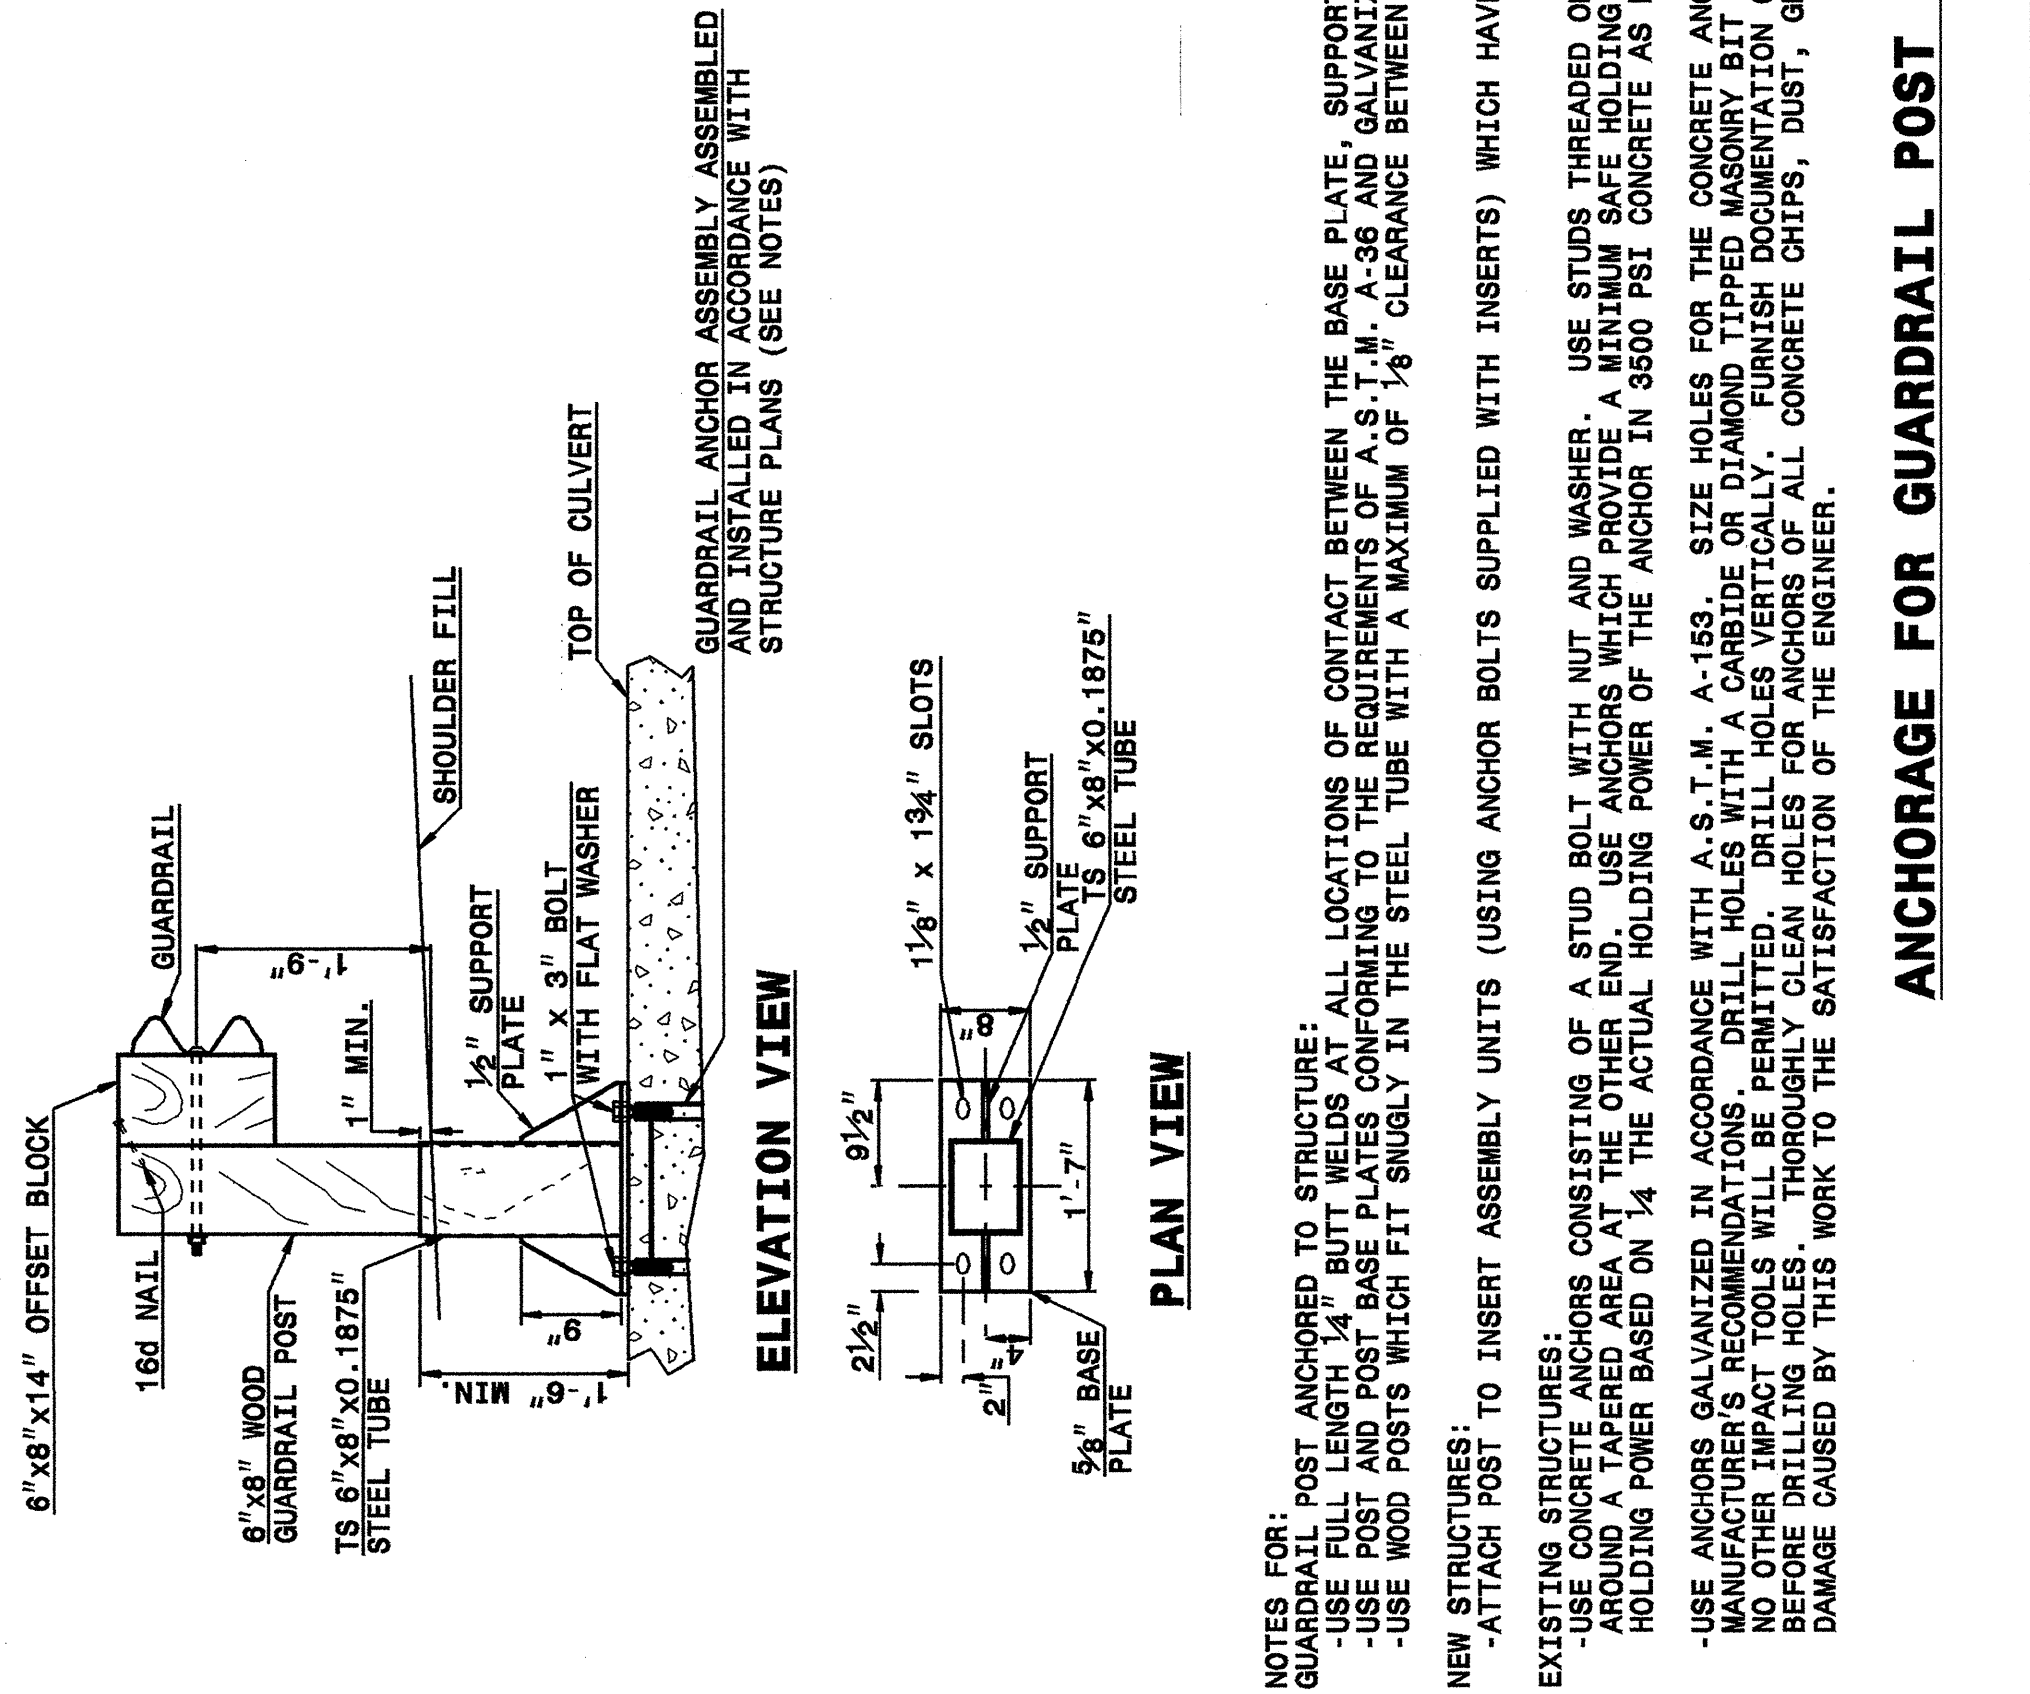 6"x8"x14" OFFSET BLOCK
16d NAIL
6"x8" WOOD
GUARDRAIL POST
TS 6"x8"x0.1875"
STEEL TUBE
GUARDRAIL
1'-9"
1" MIN.
SHOULDER FILL
1/2" SUPPORT
PLATE
1" x 3" BOLT
WITH FLAT WASHER
TOP OF CULVERT
GUARDRAIL ANCHOR ASSEMBLY ASSEMBLED
AND INSTALLED IN ACCORDANCE WITH
STRUCTURE PLANS (SEE NOTES)
9"
1'-6" MIN.
ELEVATION VIEW
2 1/2"
9 1/2"
8"
1 1/8" x 1 3/4" SLOTS
1/2" SUPPORT
PLATE
TS 6"x8"x0.1875"
STEEL TUBE
2"
4"
1'-7"
5/8" BASE
PLATE
PLAN VIEW
NOTES FOR:
GUARDRAIL POST ANCHORED TO STRUCTURE:
-USE FULL LENGTH 1/4" BUTT WELDS AT ALL LOCATIONS OF CONTACT BETWEEN THE BASE PLATE, SUPPORT
-USE POST AND POST BASE PLATES CONFORMING TO THE REQUIREMENTS OF A.S.T.M. A-36 AND GALVANIZ
-USE WOOD POSTS WHICH FIT SNUGLY IN THE STEEL TUBE WITH A MAXIMUM OF 1/8" CLEARANCE BETWEEN
NEW STRUCTURES:
-ATTACH POST TO INSERT ASSEMBLY UNITS (USING ANCHOR BOLTS SUPPLIED WITH INSERTS) WHICH HAV
EXISTING STRUCTURES:
-USE CONCRETE ANCHORS CONSISTING OF A STUD BOLT WITH NUT AND WASHER. USE STUDS THREADED O
AROUND A TAPERED AREA AT THE OTHER END. USE ANCHORS WHICH PROVIDE A MINIMUM SAFE HOLDING
HOLDING POWER BASED ON 1/4 THE ACTUAL HOLDING POWER OF THE ANCHOR IN 3500 PSI CONCRETE AS
-USE ANCHORS GALVANIZED IN ACCORDANCE WITH A.S.T.M. A-153. SIZE HOLES FOR THE CONCRETE ANC
MANUFACTURER'S RECOMMENDATIONS. DRILL HOLES WITH A CARBIDE OR DIAMOND TIPPED MASONRY BIT
NO OTHER IMPACT TOOLS WILL BE PERMITTED. DRILL HOLES VERTICALLY. FURNISH DOCUMENTATION
BEFORE DRILLING HOLES. THOROUGHLY CLEAN HOLES FOR ANCHORS OF ALL CONCRETE CHIPS, DUST, G
DAMAGE CAUSED BY THIS WORK TO THE SATISFACTION OF THE ENGINEER.
ANCHORAGE FOR GUARDRAIL POST